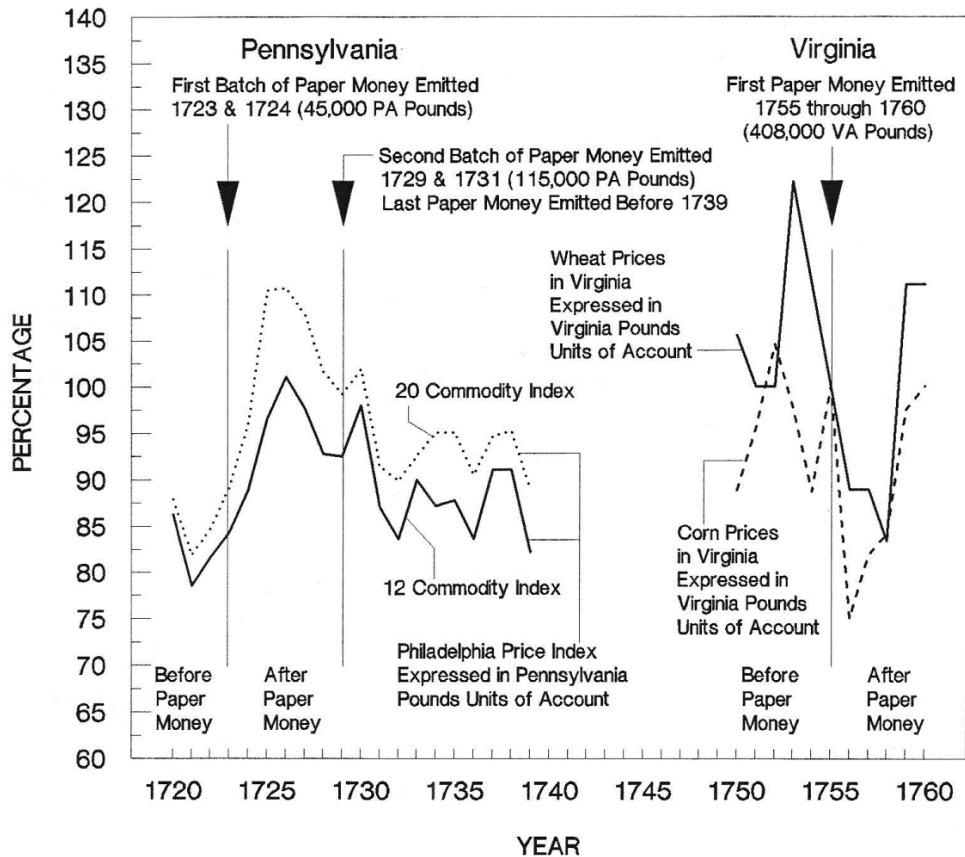 140
135
130
125
120
115
110
105
100
95
90
85
80
75
70
65
60
PERCENTAGE
Pennsylvania
First Batch of Paper Money Emitted
1723 & 1724 (45,000 PA Pounds)
Second Batch of Paper Money Emitted
1729 & 1731 (115,000 PA Pounds)
Last Paper Money Emitted Before 1739
Virginia
First Paper Money Emitted
1755 through 1760
(408,000 VA Pounds)
Wheat Prices
in Virginia
Expressed in
Virginia Pounds
Units of Account
20 Commodity Index
12 Commodity Index
Philadelphia Price Index
Expressed in Pennsylvania
Pounds Units of Account
Corn Prices
in Virginia
Expressed in
Virginia Pounds
Units of Account
Before
Paper
Money
After
Paper
Money
Before
Paper
Money
After
Paper
Money
1720 1725 1730 1735 1740 1745 1750 1755 1760
YEAR